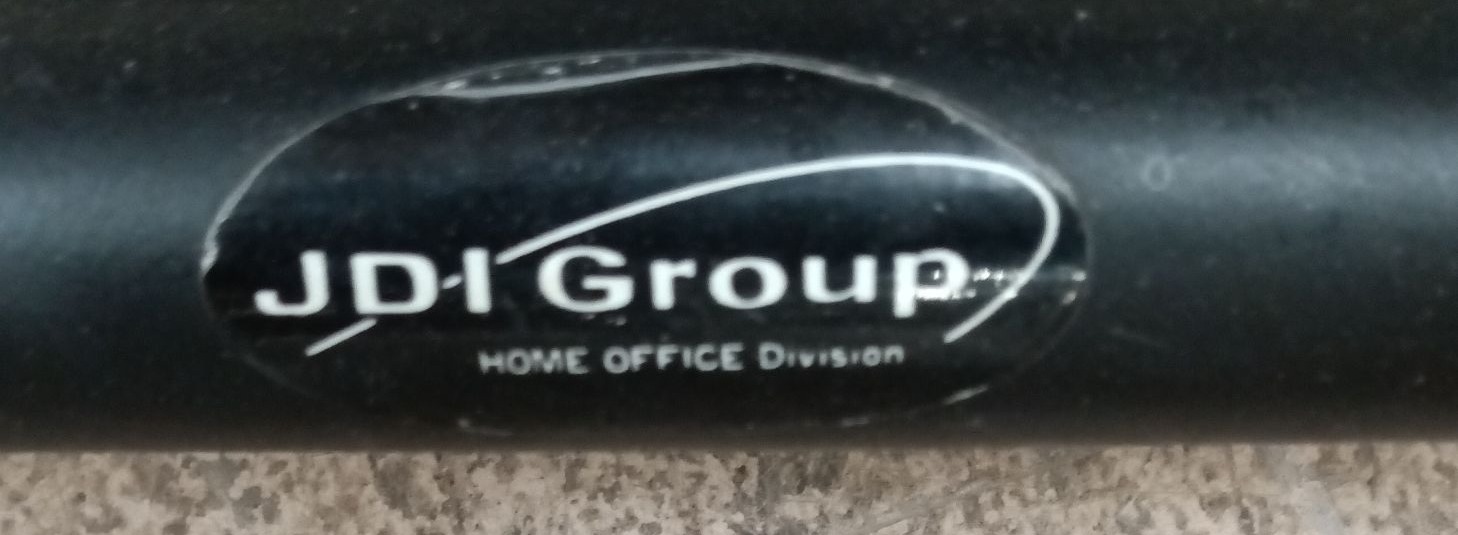 JDI Group
HOME OFFICE Division